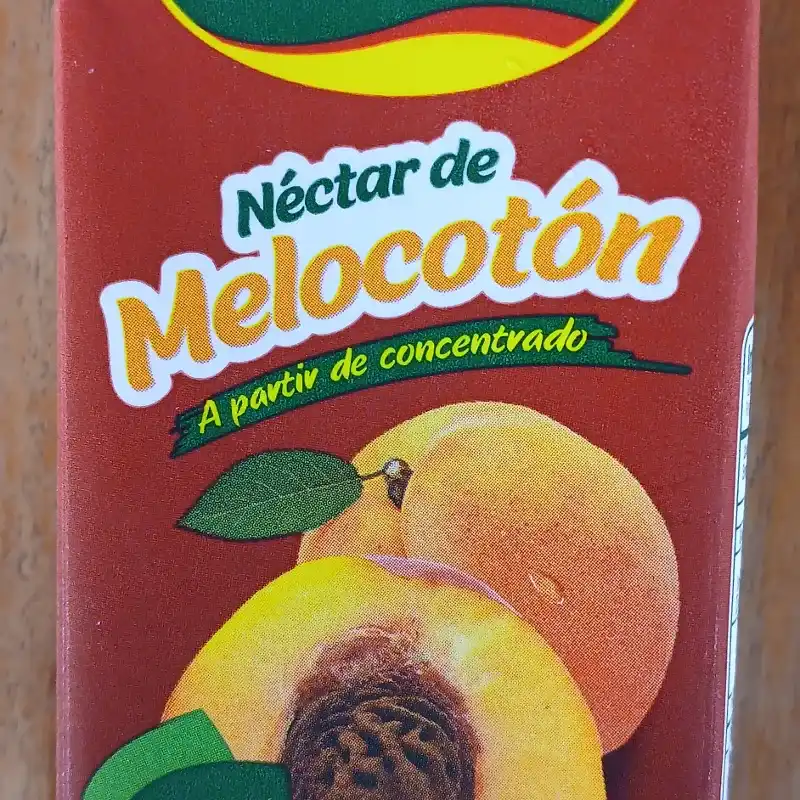 Néctar de
Melocotón
A partir de concentrado